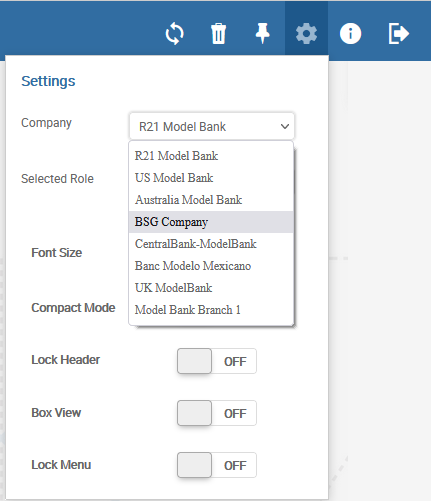 Settings
Company
R21 Model Bank
R21 Model Bank
US Model Bank
Selected Role
Australia Model Bank
BSG Company
CentralBank-ModelBank
Font Size
Banc Modelo Mexicano
UK ModelBank
Compact Mode
Model Bank Branch 1
Lock Header
OFF
Box View
OFF
Lock Menu
OFF